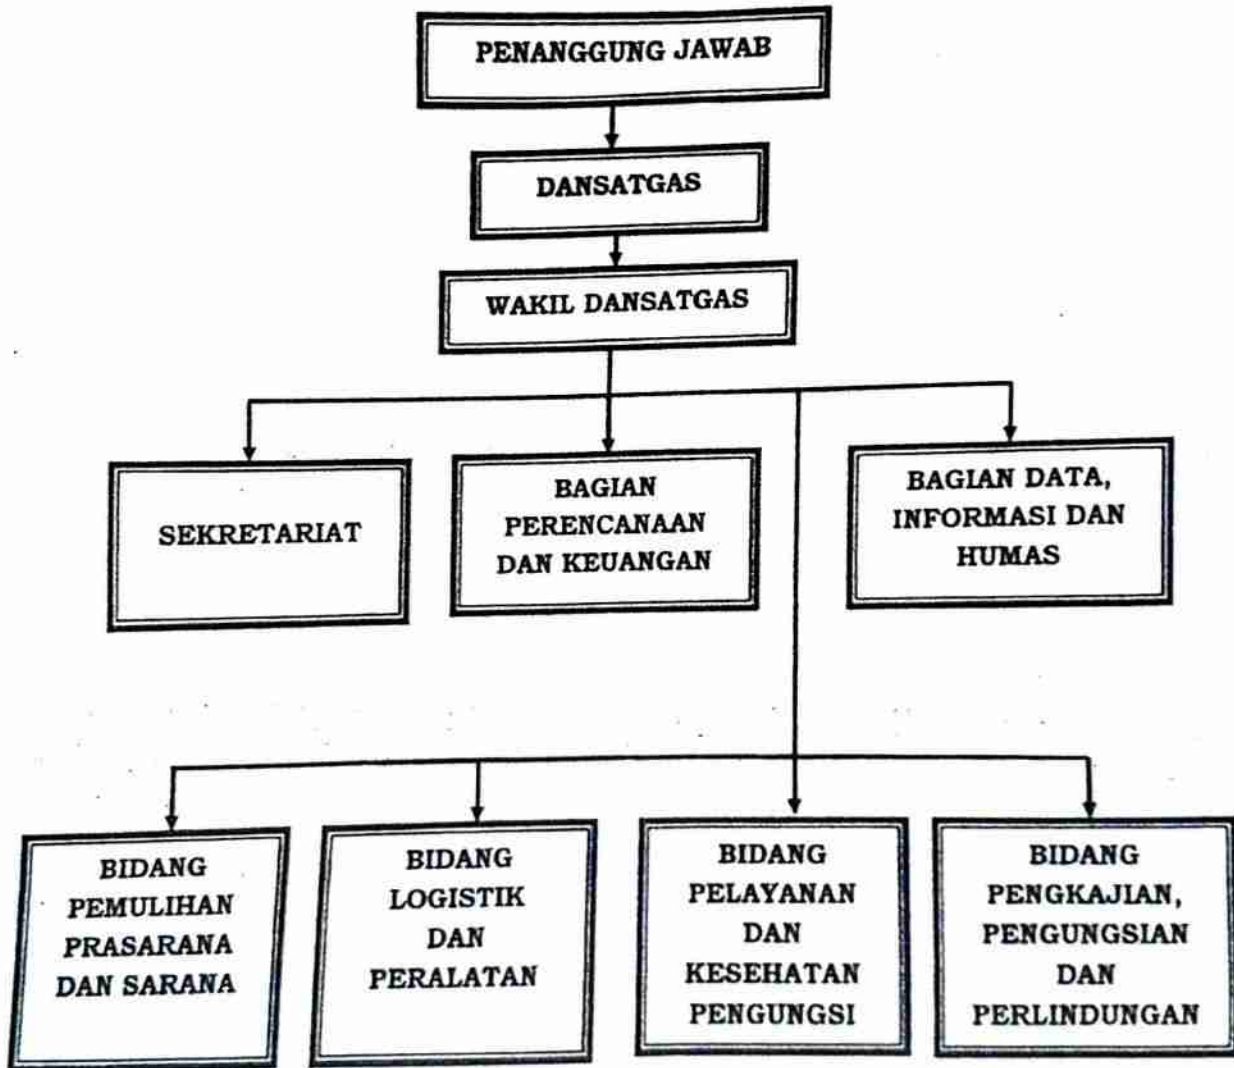 PENANGGUNG JAWAB
DANSATGAS
WAKIL DANSATGAS
SEKRETARIAT
BAGIAN
PERENCANAAN
DAN KEUANGAN
BAGIAN DATA,
INFORMASI DAN
HUMAS
BIDANG
PEMULIHAN
PRASARANA
DAN SARANA
BIDANG
LOGISTIK
DAN
PERALATAN
BIDANG
PELAYANAN
DAN
KESEHATAN
PENGUNGSI
BIDANG
PENGKAJIAN,
PENGUNGSIAN
DAN
PERLINDUNGAN